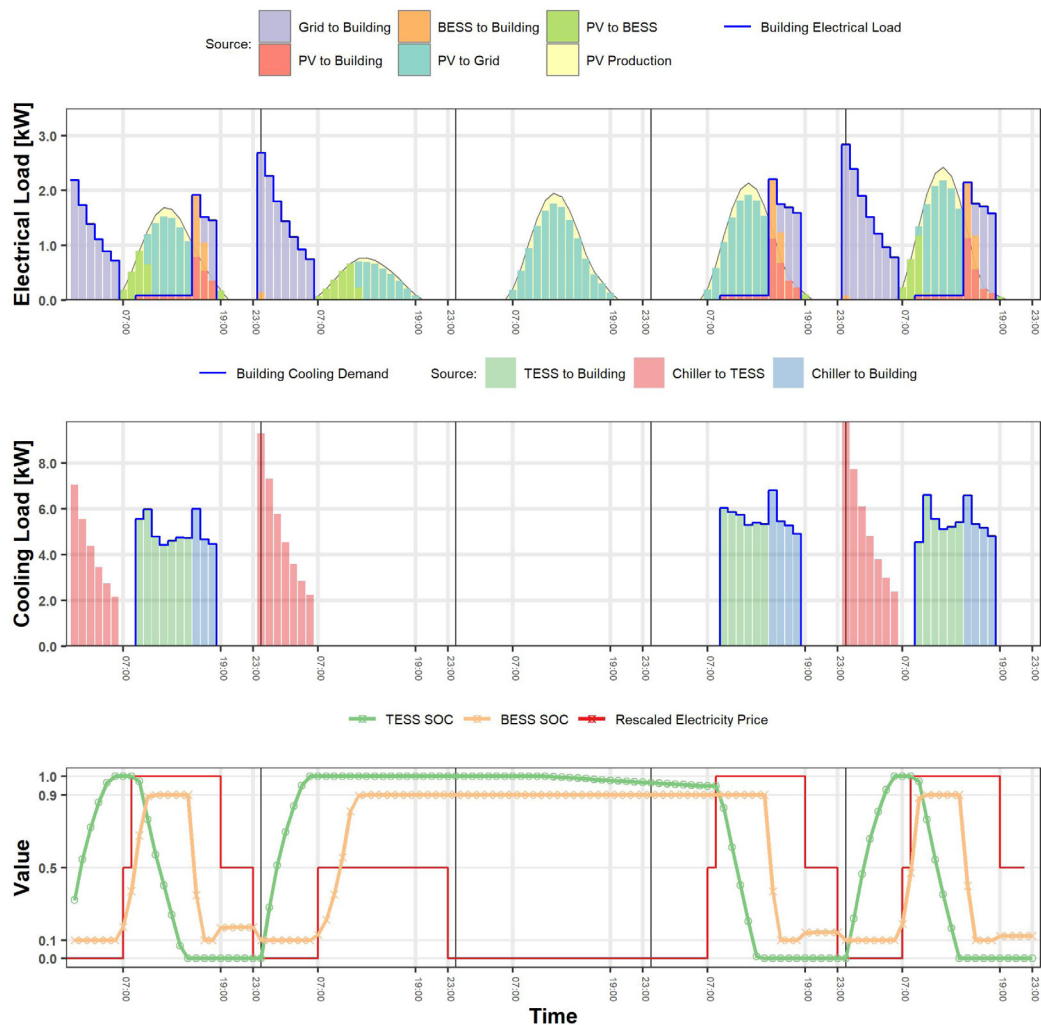 Source: Grid to Building BESS to Building PV to BESS Building Electrical Load
PV to Building PV to Grid PV Production
Electrical Load [kW]
3.0
2.0
1.0
0.0
07:00 19:00 23:00 07:00 19:00 23:00 07:00 19:00 23:00 07:00 19:00 23:00 07:00 19:00 23:00
Building Cooling Demand Source: TESS to Building Chiller to TESS Chiller to Building
Cooling Load [kW]
8.0
6.0
4.0
2.0
0.0
07:00 19:00 23:00 07:00 19:00 23:00 07:00 19:00 23:00 07:00 19:00 23:00 07:00 19:00 23:00
TESS SOC BESS SOC Rescaled Electricity Price
Value
1.0
0.9
0.5
0.1
0.0
07:00 19:00 23:00 07:00 19:00 23:00 07:00 19:00 23:00 07:00 19:00 23:00 07:00 19:00 23:00
Time